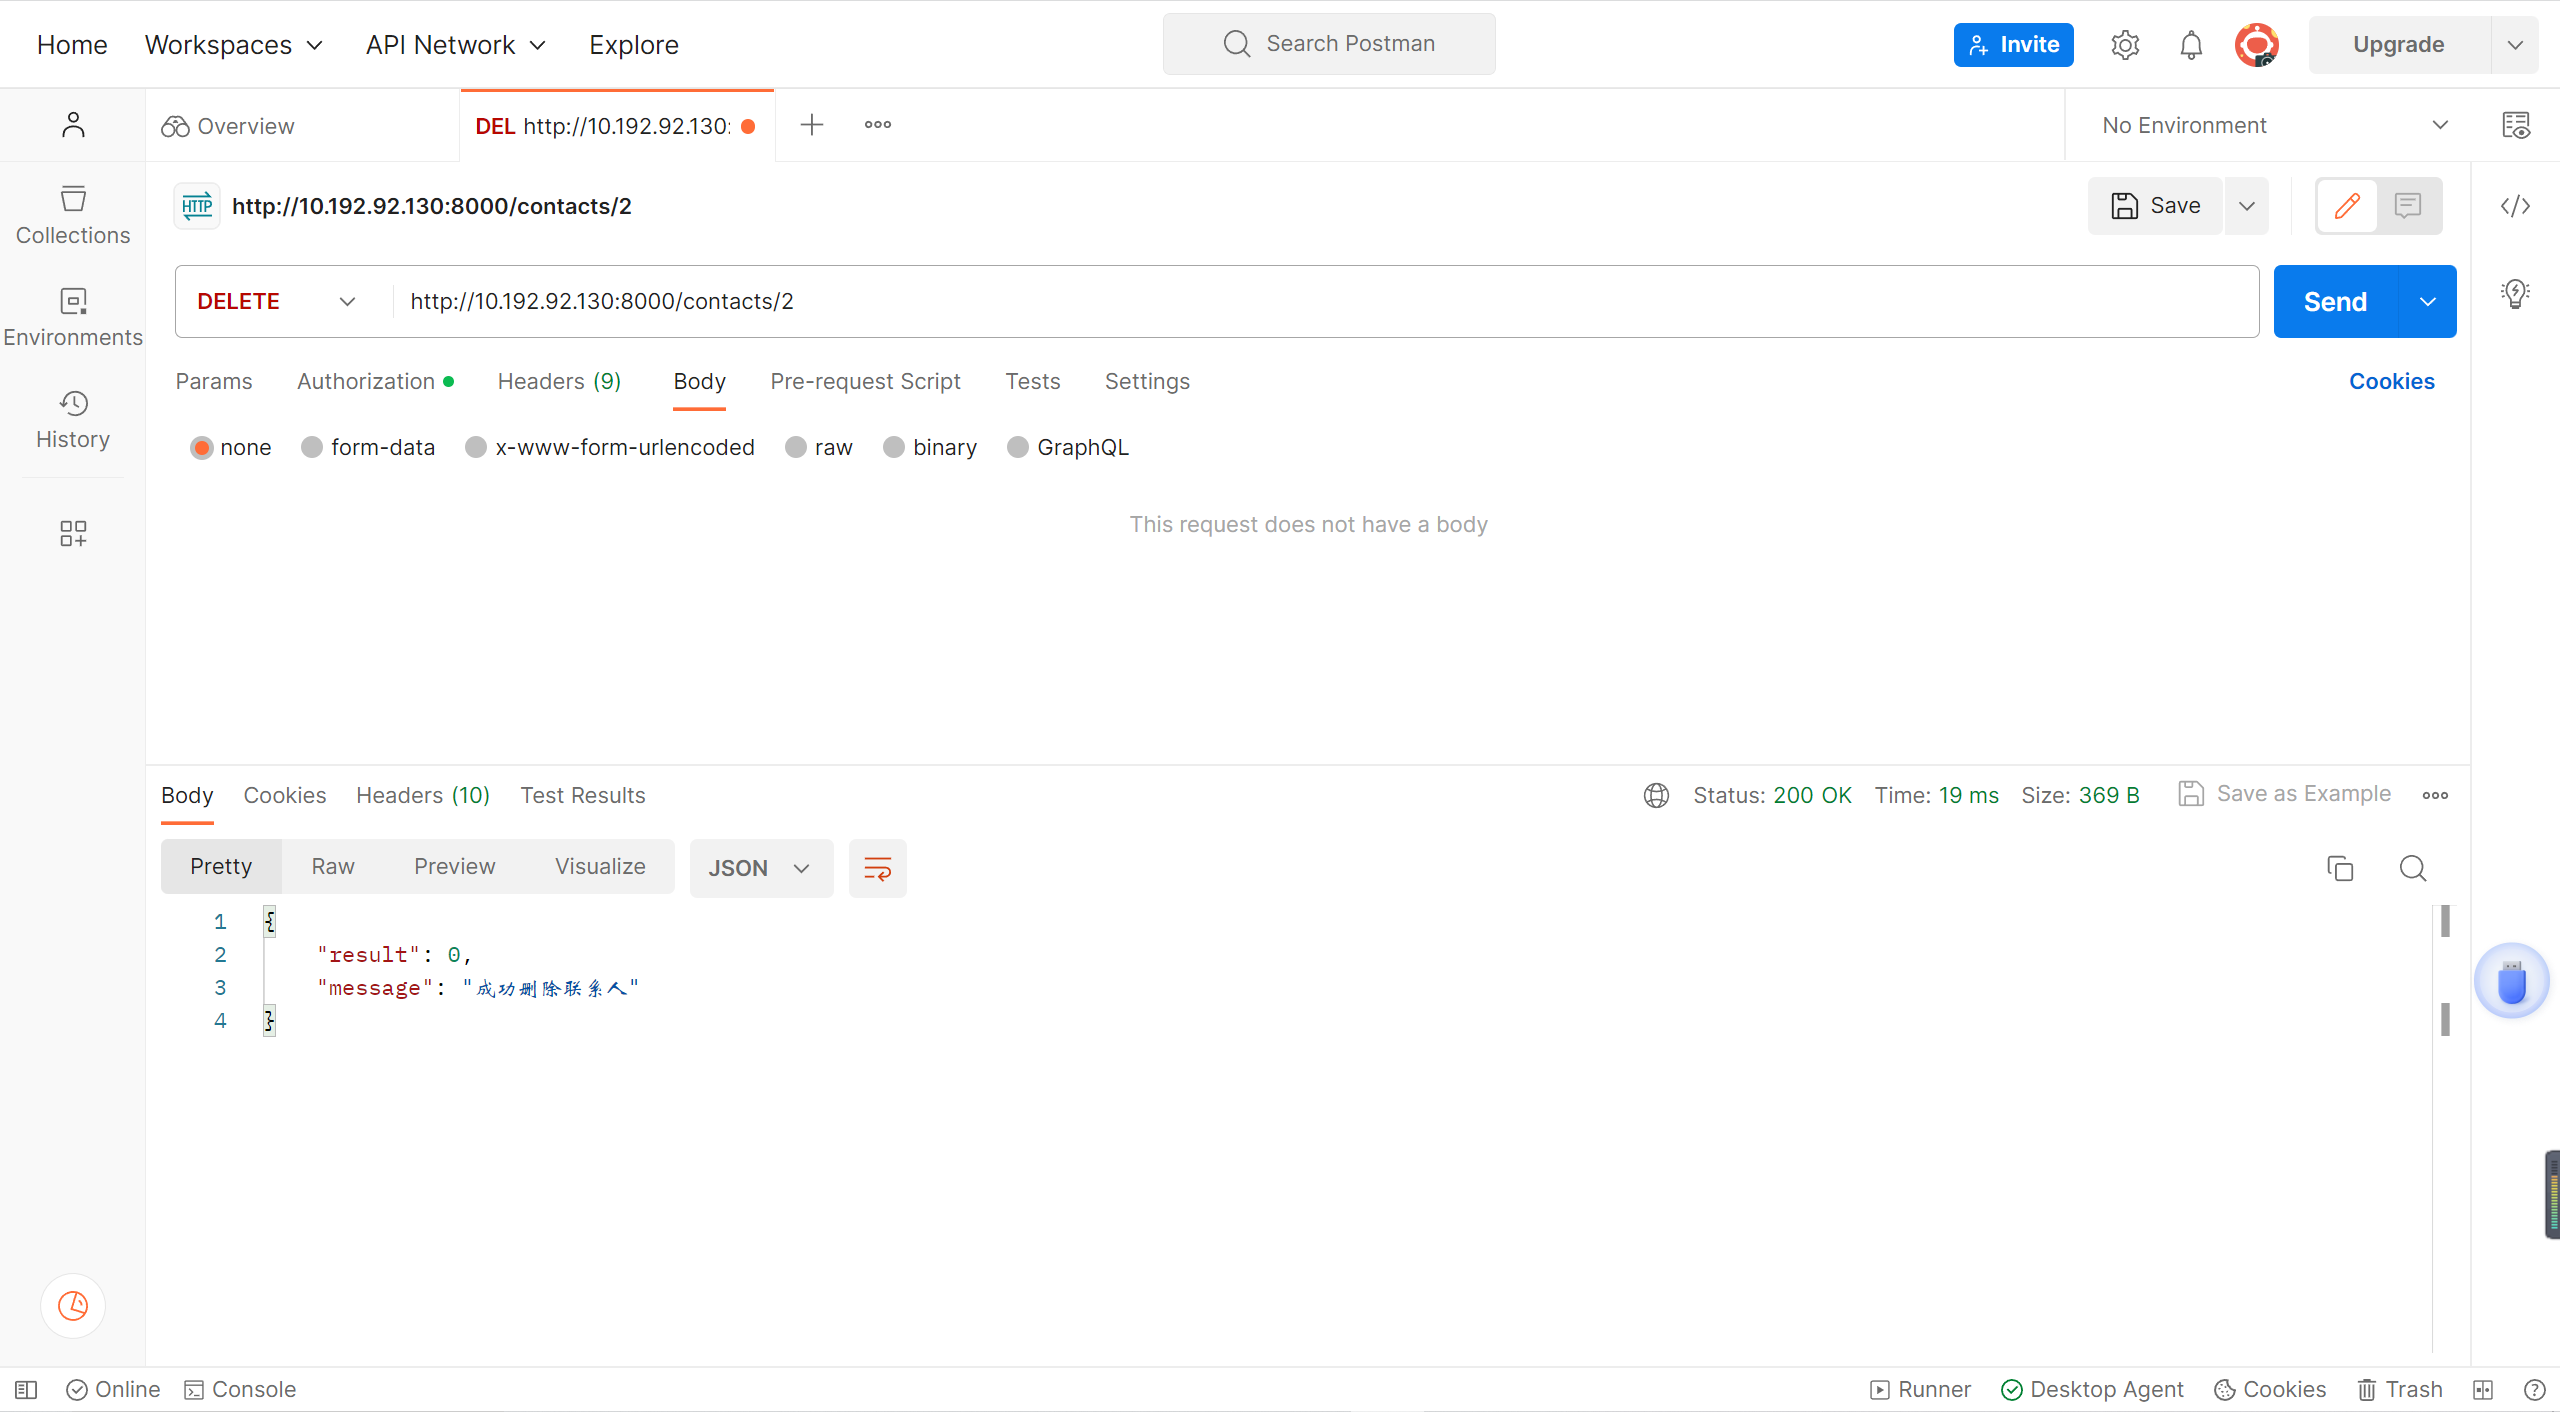 Home Workspaces API Network Explore Search Postman Invite Upgrade
Overview DEL http://10.192.92.130: No Environment
HTTP http://10.192.92.130:8000/contacts/2 Save
Collections
DELETE http://10.192.92.130:8000/contacts/2 Send
Environments
Params Authorization Headers (9) Body Pre-request Script Tests Settings Cookies
History
none form-data x-www-form-urlencoded raw binary GraphQL
This request does not have a body
Body Cookies Headers (10) Test Results Status: 200 OK Time: 19 ms Size: 369 B Save as Example
Pretty Raw Preview Visualize JSON
1 {
2 "result": 0,
3 "message": "成功删除联系人"
4 }
Online Console Runner Desktop Agent Cookies Trash